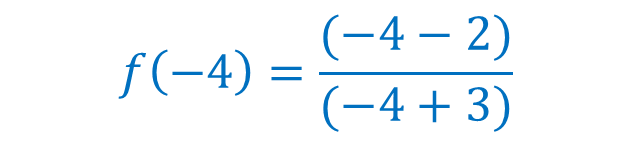 f(−4) = (−4 − 2) / (−4 + 3)